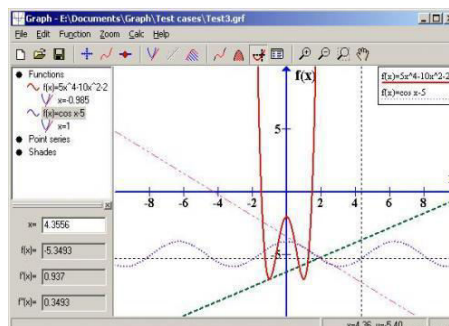 Graph - E:\Documents\Graph\Test cases\Test3.grf
File Edit Function Zoom Calc Help
Functions
f(x)=5x^4-10x^2-2
x=-0.985
f(x)=cos x-5
x=1
Point series
Shades
f(x)
f(x)=5x^4-10x^2-2
f(x)=cos x-5
5
-8 -6 -4 -2 2 4 6 8
-5
x= 4.3556
f(x)= -5.3493
f'(x)= 0.937
f''(x)= 0.3493
x=4.36 y=-5.40